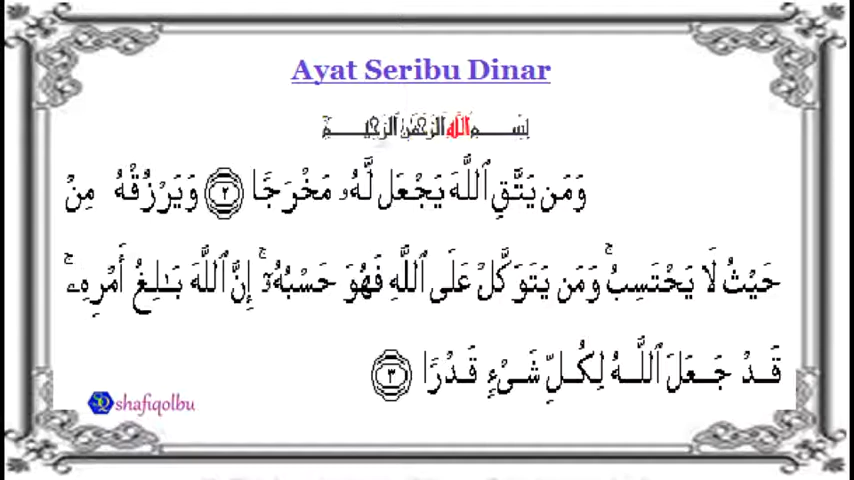 Ayat Seribu Dinar
بِسْمِ ٱللَّهِ ٱلرَّحْمَٰنِ ٱلرَّحِيمِ
وَمَن يَتَّقِ ٱللَّهَ يَجْعَل لَّهُۥ مَخْرَجًا ٢ وَيَرْزُقْهُ مِنْ
حَيْثُ لَا يَحْتَسِبُ ۚ وَمَن يَتَوَكَّلْ عَلَى ٱللَّهِ فَهُوَ حَسْبُهُۥٓ ۚ إِنَّ ٱللَّهَ بَٰلِغُ أَمْرِهِۦ ۚ
قَدْ جَعَلَ ٱللَّهُ لِكُلِّ شَىْءٍ قَدْرًا ٣
shafiqolbu